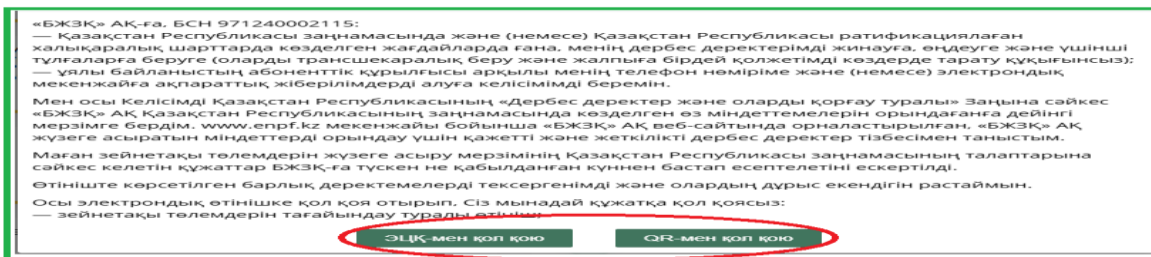 «БЖЗҚ» АҚ-ға, БСН 971240002115:
— Қазақстан Республикасы заңнамасында және (немесе) Қазақстан Республикасы ратификациялаған
халықаралық шарттарда көзделген жағдайларда ғана, менің дербес деректерімді жинауға, өңдеуге және үшінші
тұлғаларға беруге (оларды трансшекаралық беру және жалпыға бірдей қолжетімді көздерде тарату құқығынсыз);
— ұялы байланыстың абоненттік құрылғысы арқылы менің телефон нөміріме және (немесе) электрондық
мекенжайға ақпараттық жіберілімдерді алуға келісімімді беремін.
Мен осы Келісімді Қазақстан Республикасының «Дербес деректер және оларды қорғау туралы» Заңына сәйкес
«БЖЗҚ» АҚ Қазақстан Республикасының заңнамасында көзделген өз міндеттемелерін орындағанға дейінгі
мерзімге бердім. www.enpf.kz мекенжайы бойынша «БЖЗҚ» АҚ веб-сайтында орналастырылған, «БЖЗҚ» АҚ
жүзеге асыратын міндеттерді орындау үшін қажетті және жеткілікті дербес деректер тізбесімен таныстым.
Маған зейнетақы төлемдерін жүзеге асыру мерзімінің Қазақстан Республикасы заңнамасының талаптарына
сәйкес келетін құжаттар БЖЗҚ-ға түскен не қабылданған күннен бастап есептелетіні ескертілді.
Өтініште көрсетілген барлық деректемелерді тексергенімді және олардың дұрыс екендігін растаймын.
Осы электрондық өтінішке қол қоя отырып, Сіз мынадай құжатқа қол қоясыз:
— зейнетақы төлемдерін тағайындау туралы өтініш;
ЭЦҚ-мен қол қою
QR-мен қол қою